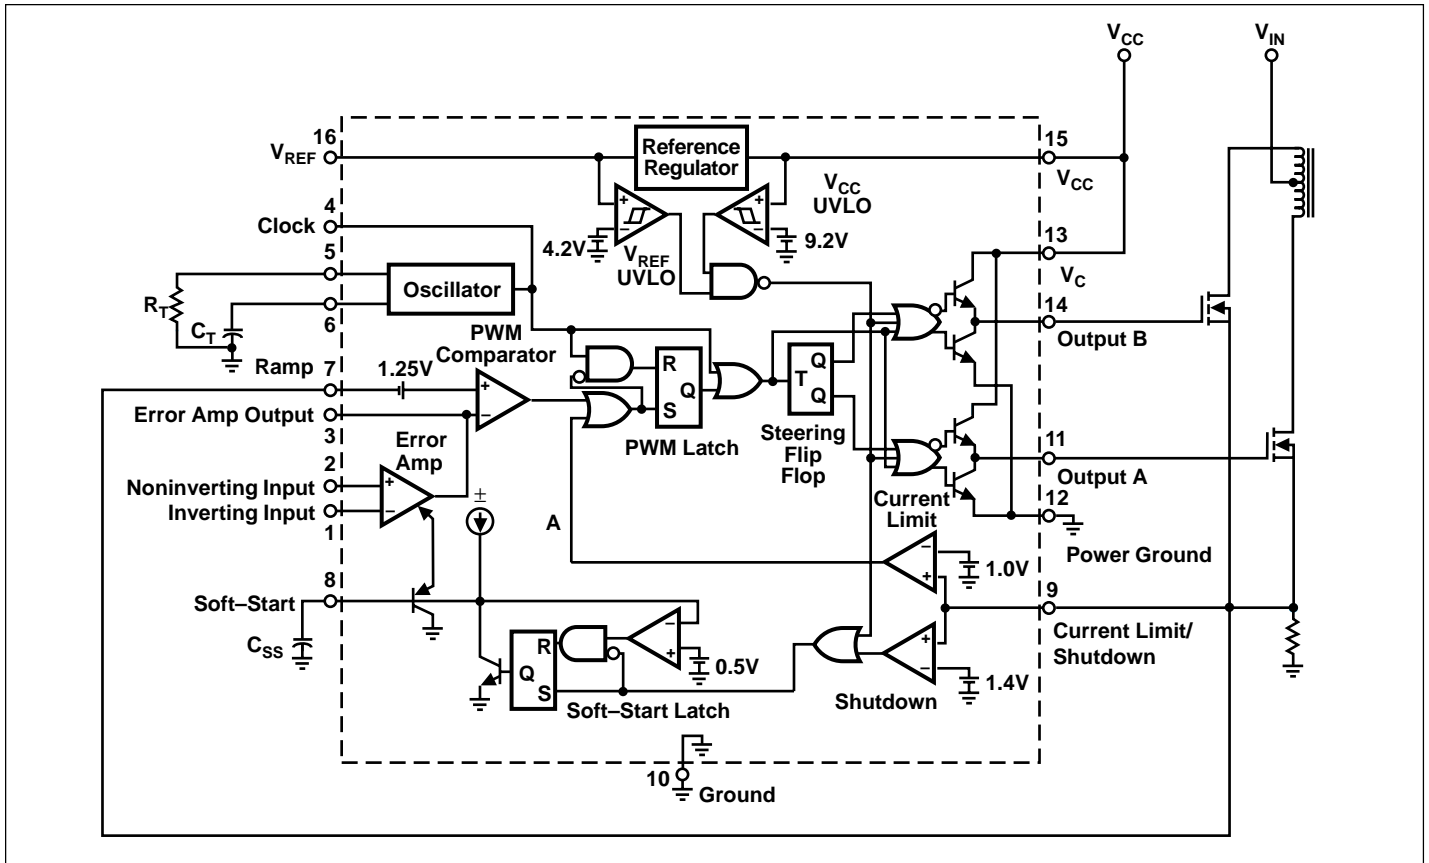 VCC
VIN
16
VREF
Reference
Regulator
15
VCC
VCC
UVLO
4
Clock
4.2V
VREF
UVLO
9.2V
13
VC
5
Oscillator
RT
CT
6
14
Output B
PWM
Comparator
Ramp 7
1.25V
+
−
R
Q
S
PWM Latch
T
Q
Q
Steering
Flip
Flop
Error Amp Output
3
Error
Amp
2
Noninverting Input
Inverting Input
1
+
−
±
A
11
Output A
12
Power Ground
Current
Limit
−
+
1.0V
8
Soft–Start
CSS
R
Q
S
−
+
0.5V
Soft–Start Latch
+
−
1.4V
Shutdown
9
Current Limit/
Shutdown
10
Ground